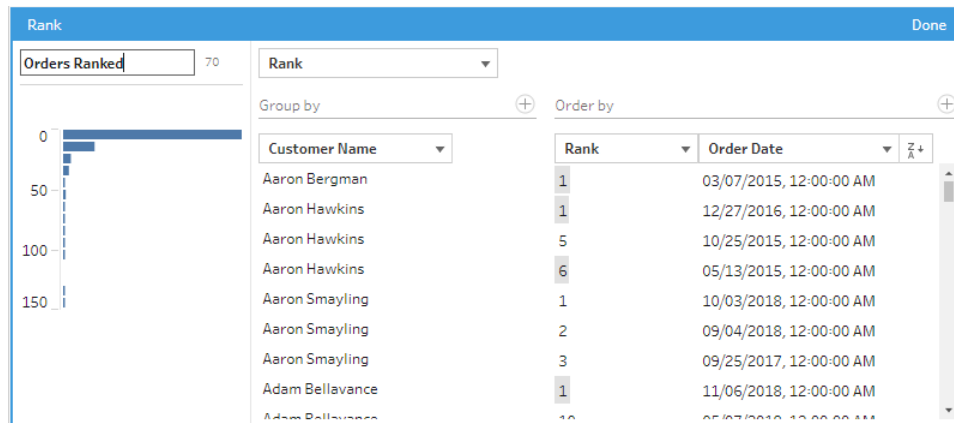 Rank Done
Orders Ranked 70 Rank
Group by Order by
Customer Name Rank Order Date
Aaron Bergman 1 03/07/2015, 12:00:00 AM
Aaron Hawkins 1 12/27/2016, 12:00:00 AM
Aaron Hawkins 5 10/25/2015, 12:00:00 AM
Aaron Hawkins 6 05/13/2015, 12:00:00 AM
Aaron Smayling 1 10/03/2018, 12:00:00 AM
Aaron Smayling 2 09/04/2018, 12:00:00 AM
Aaron Smayling 3 09/25/2017, 12:00:00 AM
Adam Bellavance 1 11/06/2018, 12:00:00 AM
Adam Bellavance
0
50
100
150
Z
A